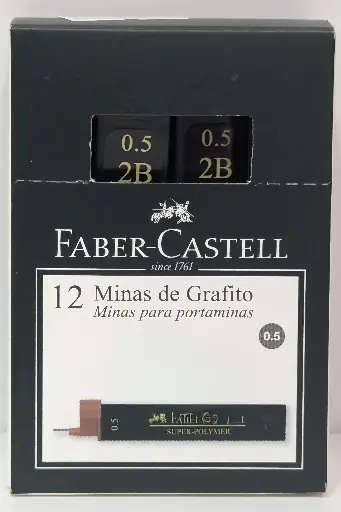 0.5 0.5
2B 2B
FABER-CASTELL
since 1761
12 Minas de Grafito
Minas para portaminas
0.5
0.5
SUPER-POLYMER